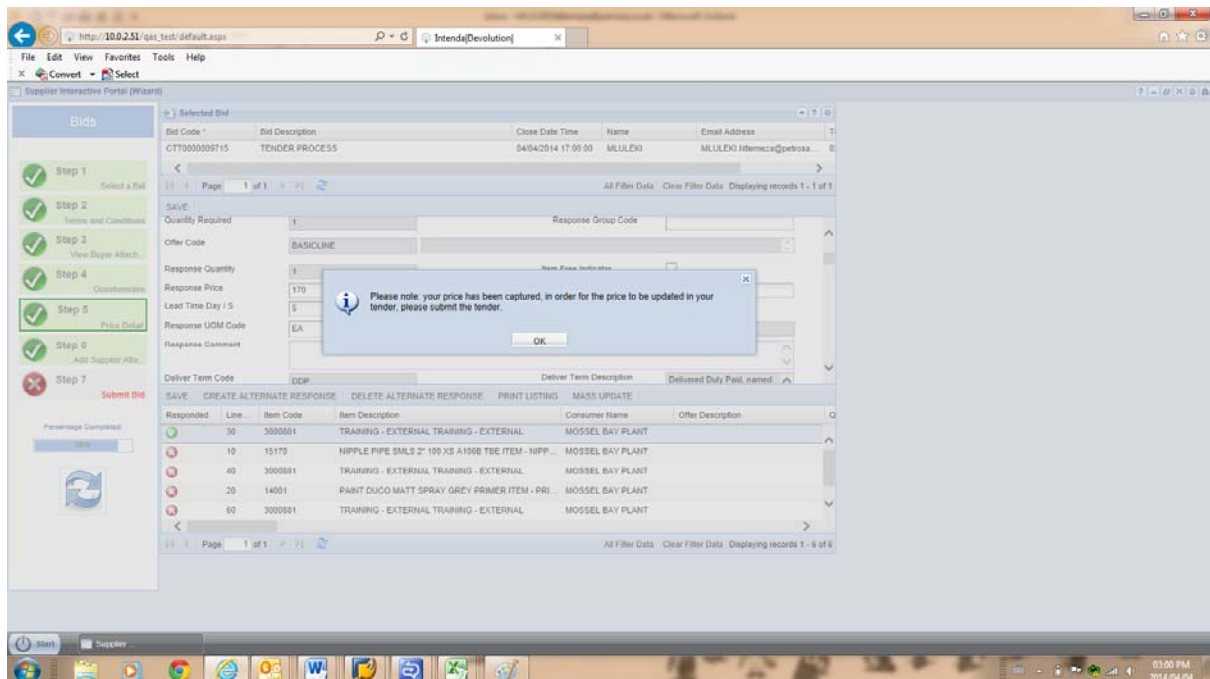 http://10.0.2.51/qas_test/default.aspx
Intenda|Devolution|
File Edit View Favorites Tools Help
x Convert Select
Supplier Interactive Portal (Wizard)
Bids
Step 1
Select a Bid
Step 2
Terms and Conditions
Step 3
View Buyer Attach...
Step 4
Questionnaire
Step 5
Price Detail
Step 6
Add Supplier Atta...
Step 7
Submit Bid
Percentage Completed:
Selected Bid
Bid Code * Bid Description Close Date Time Name Email Address
CTT0000009715 TENDER PROCESS 04/04/2014 17:00:00 MLULEKI MLULEKI.Ntlemeza@petrosa...
Page 1 of 1 All Filter Data Clear Filter Data Displaying records 1 - 1 of 1
SAVE
Quantity Required 1 Response Group Code
Offer Code BASICLINE
Response Quantity 1 Item Free Indicator
Response Price 170
Lead Time Day / S 5
Response UOM Code EA
Response Comment
Deliver Term Code DDP Deliver Term Description Delivered Duty Paid, named
Please note: your price has been captured, in order for the price to be updated in your
tender, please submit the tender.
OK
SAVE CREATE ALTERNATE RESPONSE DELETE ALTERNATE RESPONSE PRINT LISTING MASS UPDATE
Responded Line... Item Code Item Description Consumer Name Offer Description
30 3000881 TRAINING - EXTERNAL TRAINING - EXTERNAL MOSSEL BAY PLANT
10 15170 NIPPLE PIPE SMLS 2" 100 XS A106B TBE ITEM - NIPP... MOSSEL BAY PLANT
40 3000881 TRAINING - EXTERNAL TRAINING - EXTERNAL MOSSEL BAY PLANT
20 14001 PAINT DUCO MATT SPRAY GREY PRIMER ITEM - PRI... MOSSEL BAY PLANT
60 3000881 TRAINING - EXTERNAL TRAINING - EXTERNAL MOSSEL BAY PLANT
Page 1 of 1 All Filter Data Clear Filter Data Displaying records 1 - 6 of 6
Start Supplier ...
03:00 PM
2014/04/04